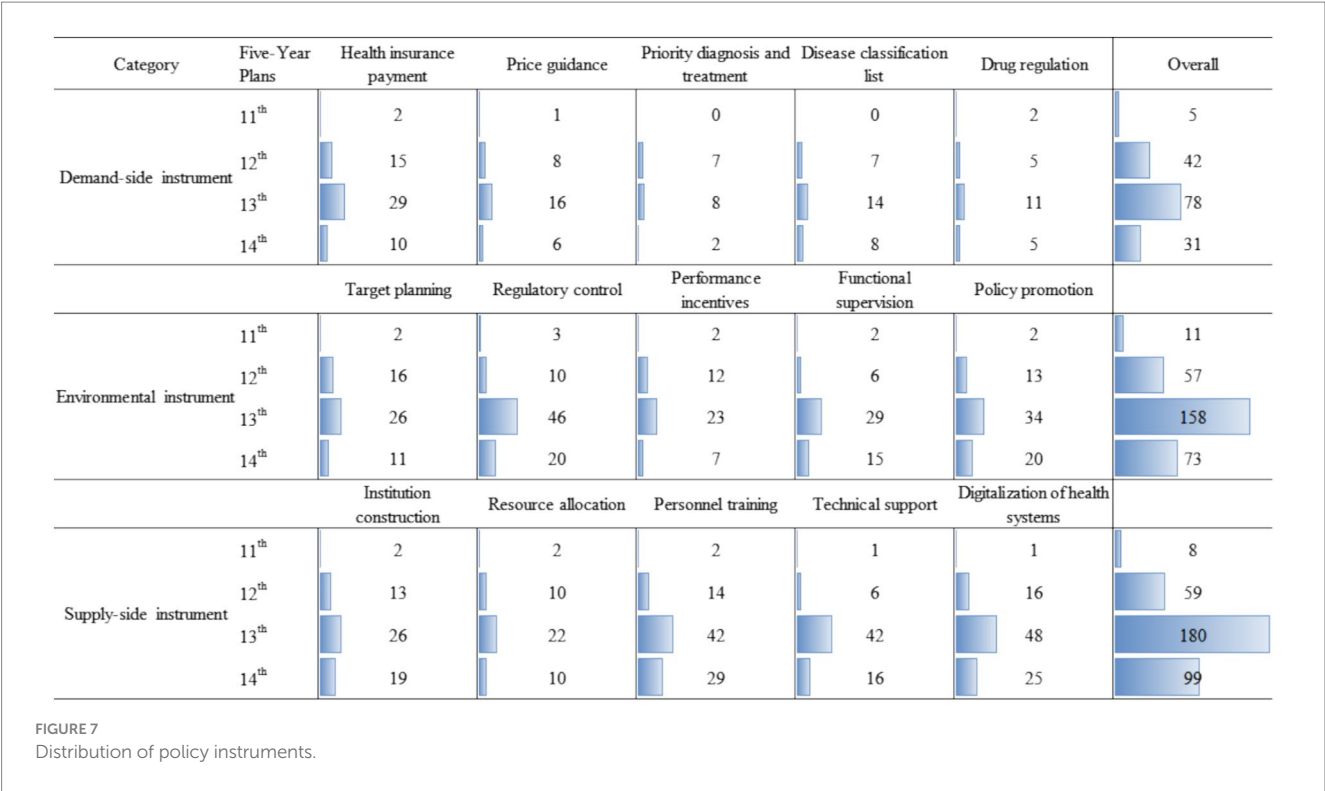 Category Five-Year Plans Health insurance payment Price guidance Priority diagnosis and treatment Disease classification list Drug regulation Overall
Demand-side instrument
11th 2 1 0 0 2 5
12th 15 8 7 7 5 42
13th 29 16 8 14 11 78
14th 10 6 2 8 5 31
Target planning Regulatory control Performance incentives Functional supervision Policy promotion
Environmental instrument
11th 2 3 2 2 2 11
12th 16 10 12 6 13 57
13th 26 46 23 29 34 158
14th 11 20 7 15 20 73
Institution construction Resource allocation Personnel training Technical support Digitalization of health systems
Supply-side instrument
11th 2 2 2 1 1 8
12th 13 10 14 6 16 59
13th 26 22 42 42 48 180
14th 19 10 29 16 25 99
FIGURE 7
Distribution of policy instruments.